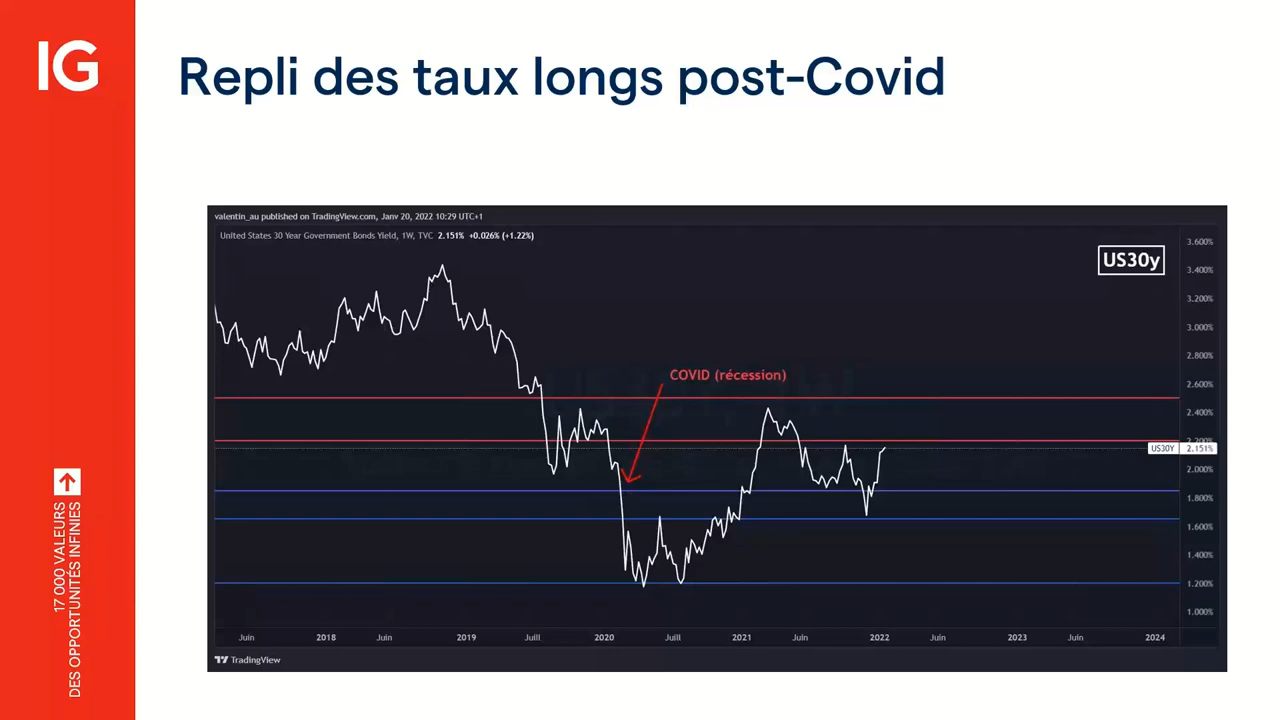 IG
Repli des taux longs post-Covid
valentin_au published on TradingView.com, Janv 20, 2022 10:29 UTC+1
United States 30 Year Government Bonds Yield, 1W, TVC 2.151% +0.026% (+1.22%)
US30y
3.600%
3.400%
3.200%
3.000%
2.800%
COVID (récession)
2.600%
2.400%
2.200%
US30Y 2.151%
2.000%
1.800%
1.600%
1.400%
1.200%
1.000%
Juin 2018 Juin 2019 Juill 2020 Juill 2021 Juin 2022 Juin 2023 Juin 2024
TradingView
17 000 VALEURS
DES OPPORTUNITÉS INFINIES